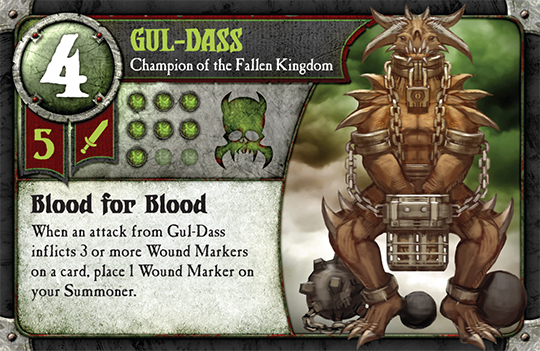 4
GUL-DASS
Champion of the Fallen Kingdom
5
Blood for Blood
When an attack from Gul-Dass
inflicts 3 or more Wound Markers
on a card, place 1 Wound Marker on
your Summoner.